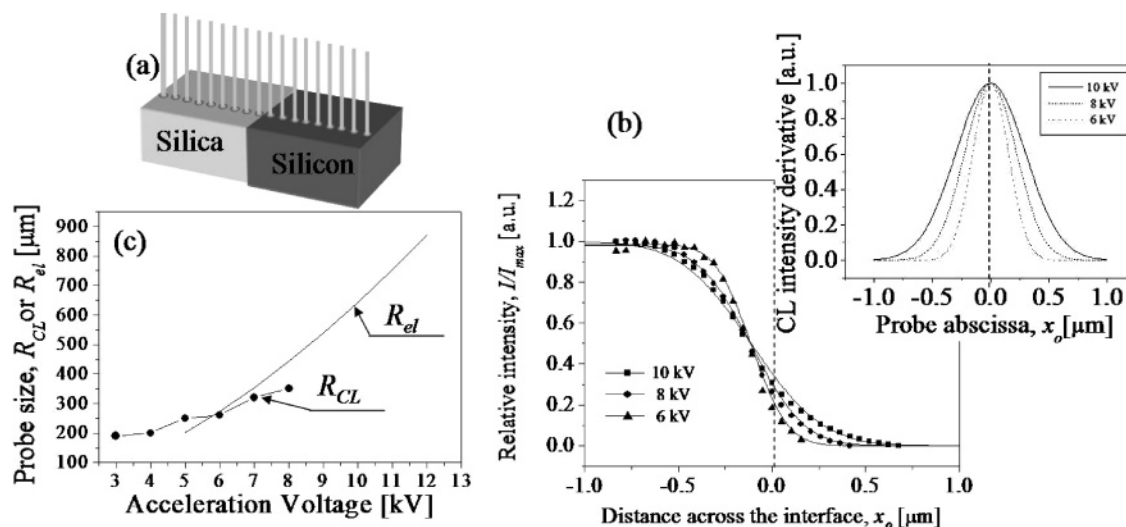 (a)
Silica
Silicon
(c)
Probe size, R_CL or R_el [μm]
900
800
700
600
500
400
300
200
100
R_el
R_CL
3 4 5 6 7 8 9 10 11 12 13
Acceleration Voltage [kV]
(b)
Relative intensity, I/I_max [a.u.]
1.2
1.0
0.8
0.6
0.4
0.2
0.0
10 kV
8 kV
6 kV
-1.0 -0.5 0.0 0.5 1.0
Distance across the interface, x_o [μm]
CL intensity derivative [a.u.]
1.0
0.8
0.6
0.4
0.2
0.0
10 kV
8 kV
6 kV
-1.0 -0.5 0.0 0.5 1.0
Probe abscissa, x_o[μm]